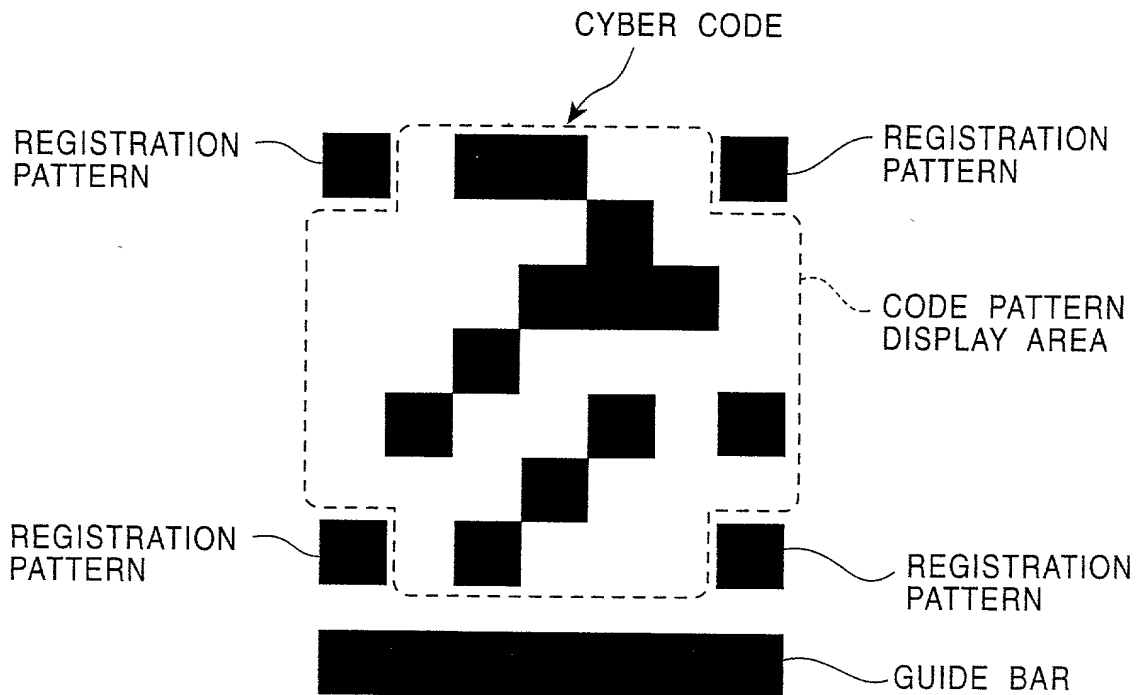 CYBER CODE
REGISTRATION
PATTERN
REGISTRATION
PATTERN
CODE PATTERN
DISPLAY AREA
REGISTRATION
PATTERN
REGISTRATION
PATTERN
GUIDE BAR